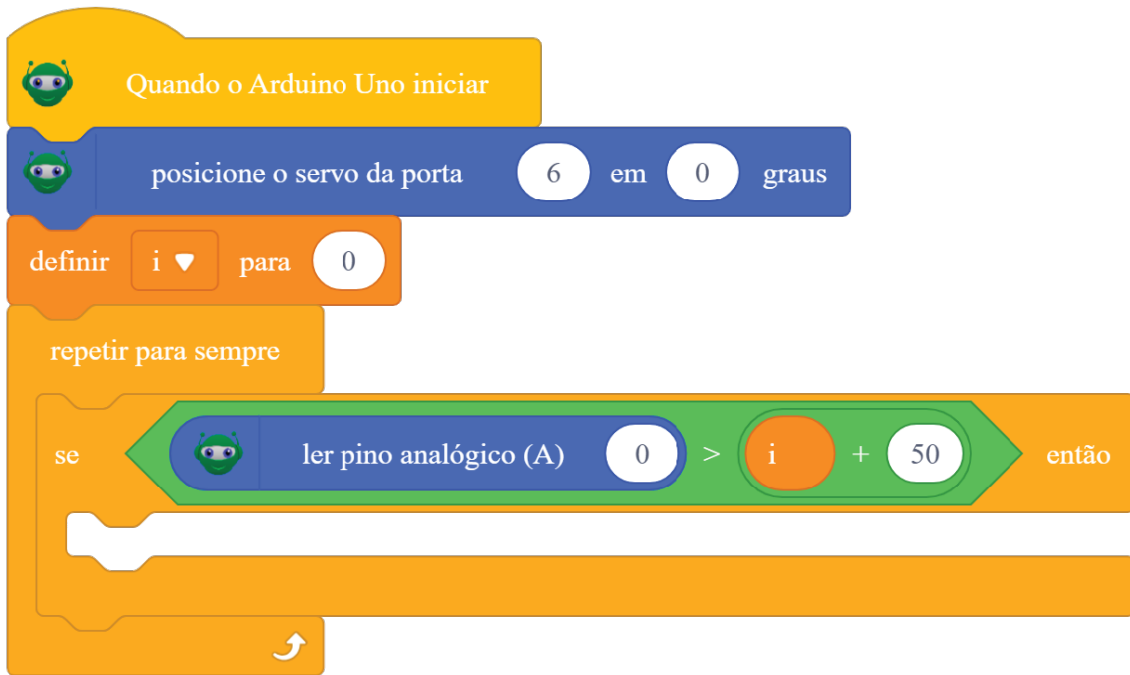 Quando o Arduino Uno iniciar
posicione o servo da porta 6 em 0 graus
definir i para 0
repetir para sempre
se ler pino analógico (A) 0 > i + 50 então